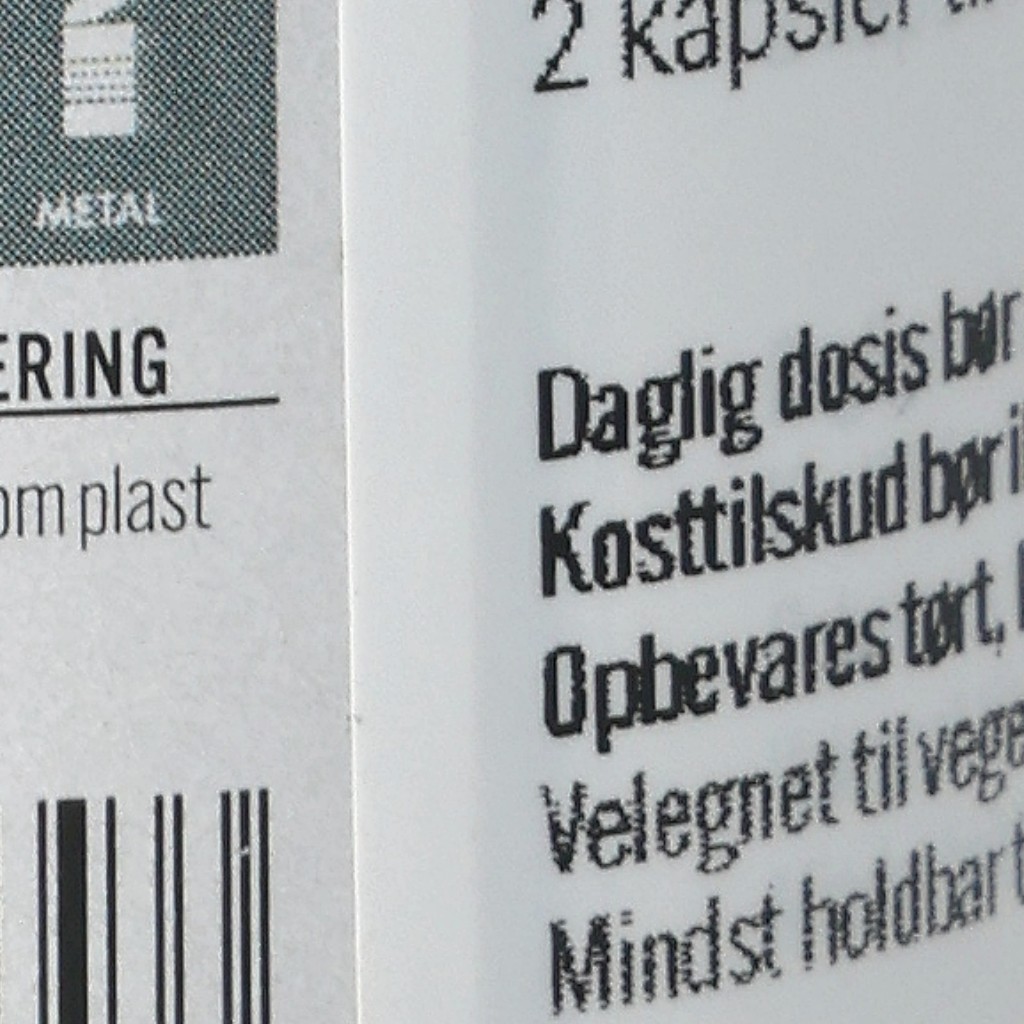 METAL
ERING
om plast
2 kapsler
Daglig dosis bør
Kosttilskud bør
Opbevares tørt,
Velegnet til vege
Mindst holdbar t